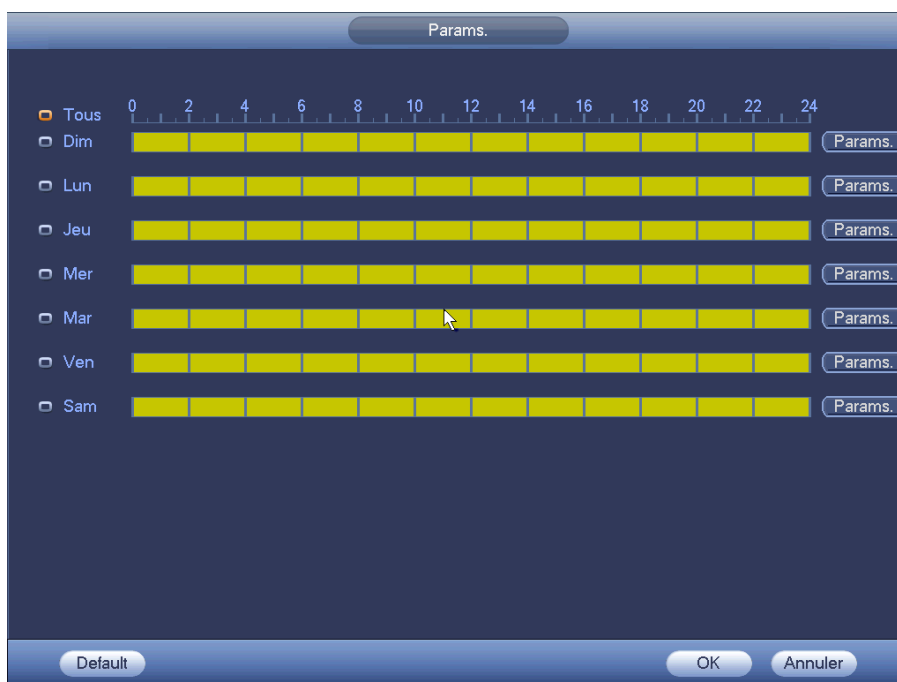 Params.
Tous 0 2 4 6 8 10 12 14 16 18 20 22 24
Dim Params.
Lun Params.
Jeu Params.
Mer Params.
Mar Params.
Ven Params.
Sam Params.
Default OK Annuler